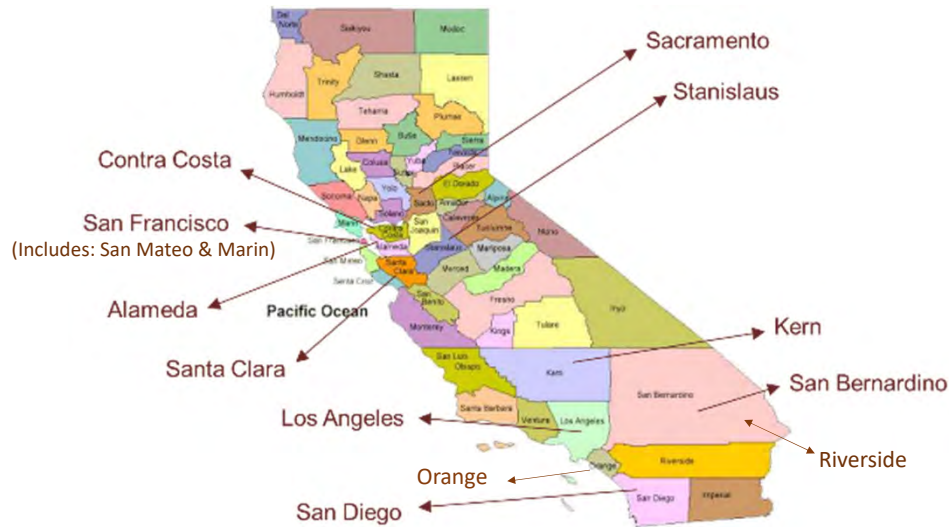 Del
Norte
Siskiyou
Modoc
Sacramento
Humboldt
Trinity
Shasta
Lassen
Stanislaus
Tehama
Plumas
Mendocino
Glenn
Butte
Sierra
Contra Costa
Lake
Colusa
Yuba
Nevada
Placer
Sutter
El Dorado
Yolo
Sonoma
Napa
Sacto
Amador
Alpine
Solano
San Francisco
(Includes: San Mateo & Marin)
Marin
Contra
Costa
San
Joaquin
Calaveras
Tuolumne
Mono
San Francisco
Alameda
Stanislaus
Mariposa
San Mateo
Santa
Clara
Merced
Madera
Santa Cruz
Alameda
Pacific Ocean
San
Benito
Fresno
Inyo
Monterey
Kings
Tulare
Kern
Santa Clara
San Luis
Obispo
Kern
San Bernardino
San Bernardino
Los Angeles
Santa Barbara
Ventura
Los Angeles
Riverside
Orange
Orange
Riverside
San Diego
San Diego
Imperial